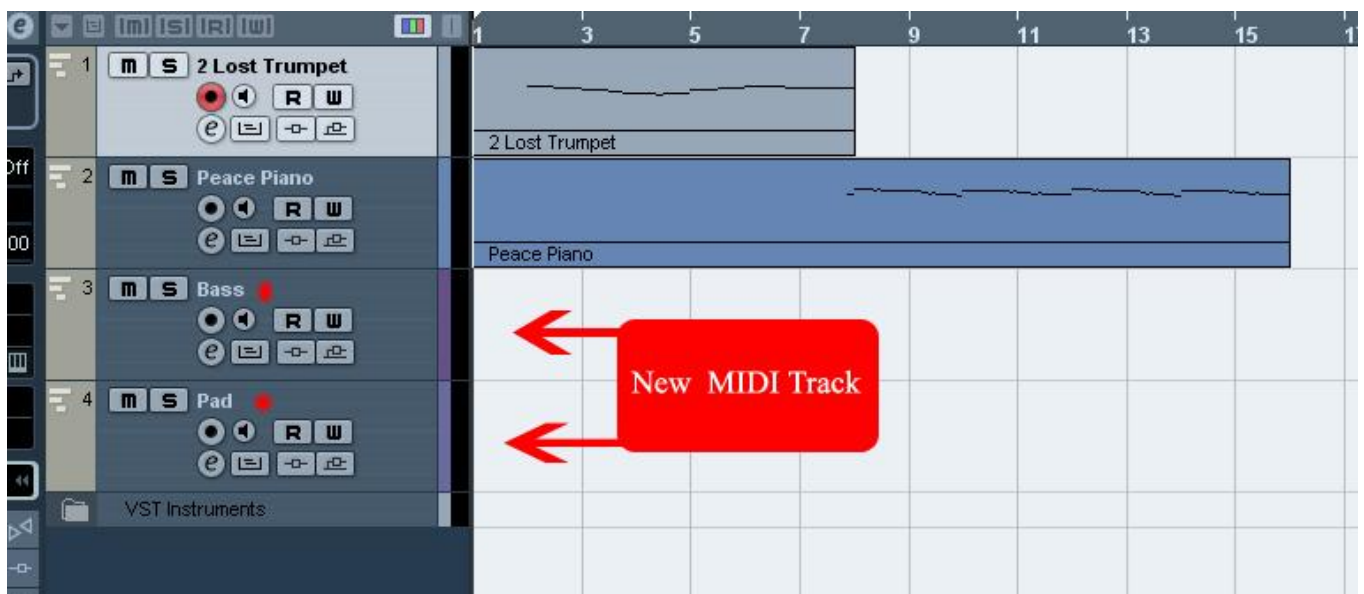 e [m] [S] [R] [W] 1 3 5 7 9 11 13 15
1 m S 2 Lost Trumpet
R W
e
2 Lost Trumpet
Off 2 m S Peace Piano
R W
00 e
Peace Piano
3 m S Bass
R W
e
New MIDI Track
4 m S Pad
R W
e
VST Instruments